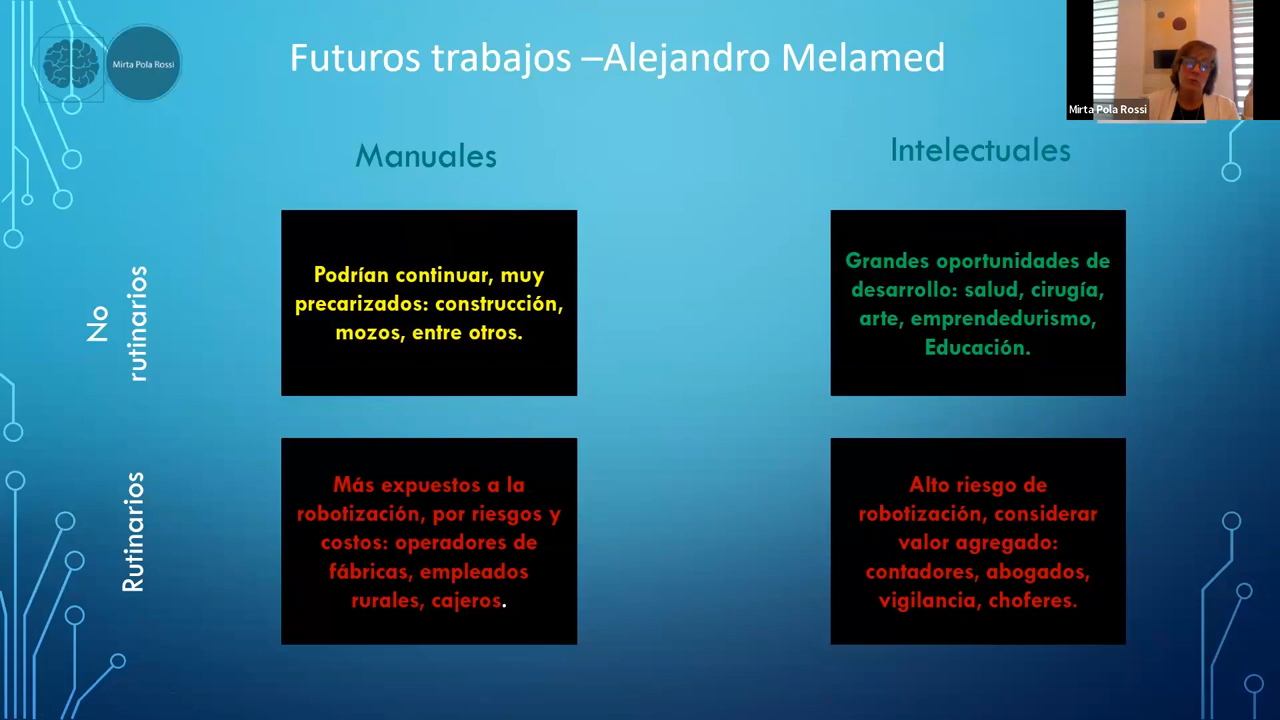 Mirta Pola Rossi
Futuros trabajos –Alejandro Melamed
Mirta Pola Rossi
Manuales
Intelectuales
No
rutinarios
Podrían continuar, muy
precarizados: construcción,
mozos, entre otros.
Grandes oportunidades de
desarrollo: salud, cirugía,
arte, emprendedurismo,
Educación.
Rutinarios
Más expuestos a la
robotización, por riesgos y
costos: operadores de
fábricas, empleados
rurales, cajeros.
Alto riesgo de
robotización, considerar
valor agregado:
contadores, abogados,
vigilancia, choferes.